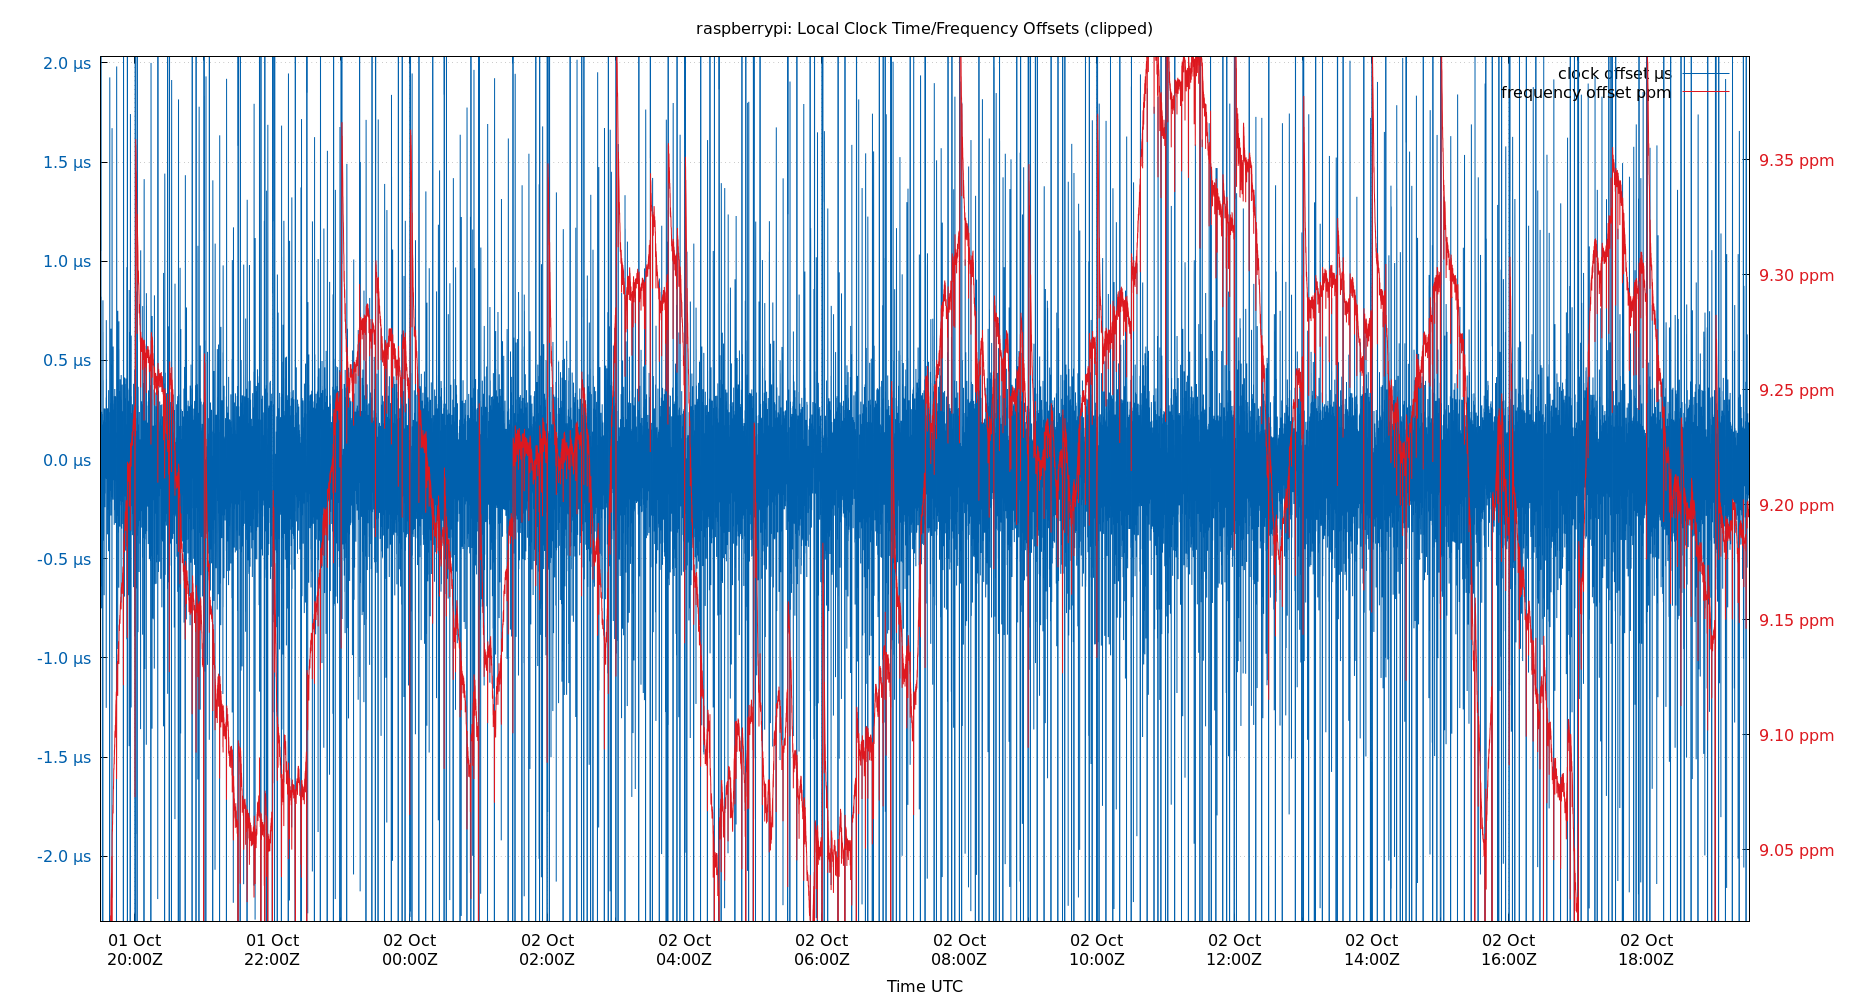 raspberrypi: Local Clock Time/Frequency Offsets (clipped)
clock offset µs
frequency offset ppm
2.0 µs
1.5 µs
1.0 µs
0.5 µs
0.0 µs
-0.5 µs
-1.0 µs
-1.5 µs
-2.0 µs
9.35 ppm
9.30 ppm
9.25 ppm
9.20 ppm
9.15 ppm
9.10 ppm
9.05 ppm
01 Oct 01 Oct 02 Oct 02 Oct 02 Oct 02 Oct 02 Oct 02 Oct 02 Oct 02 Oct 02 Oct 02 Oct
20:00Z 22:00Z 00:00Z 02:00Z 04:00Z 06:00Z 08:00Z 10:00Z 12:00Z 14:00Z 16:00Z 18:00Z
Time UTC